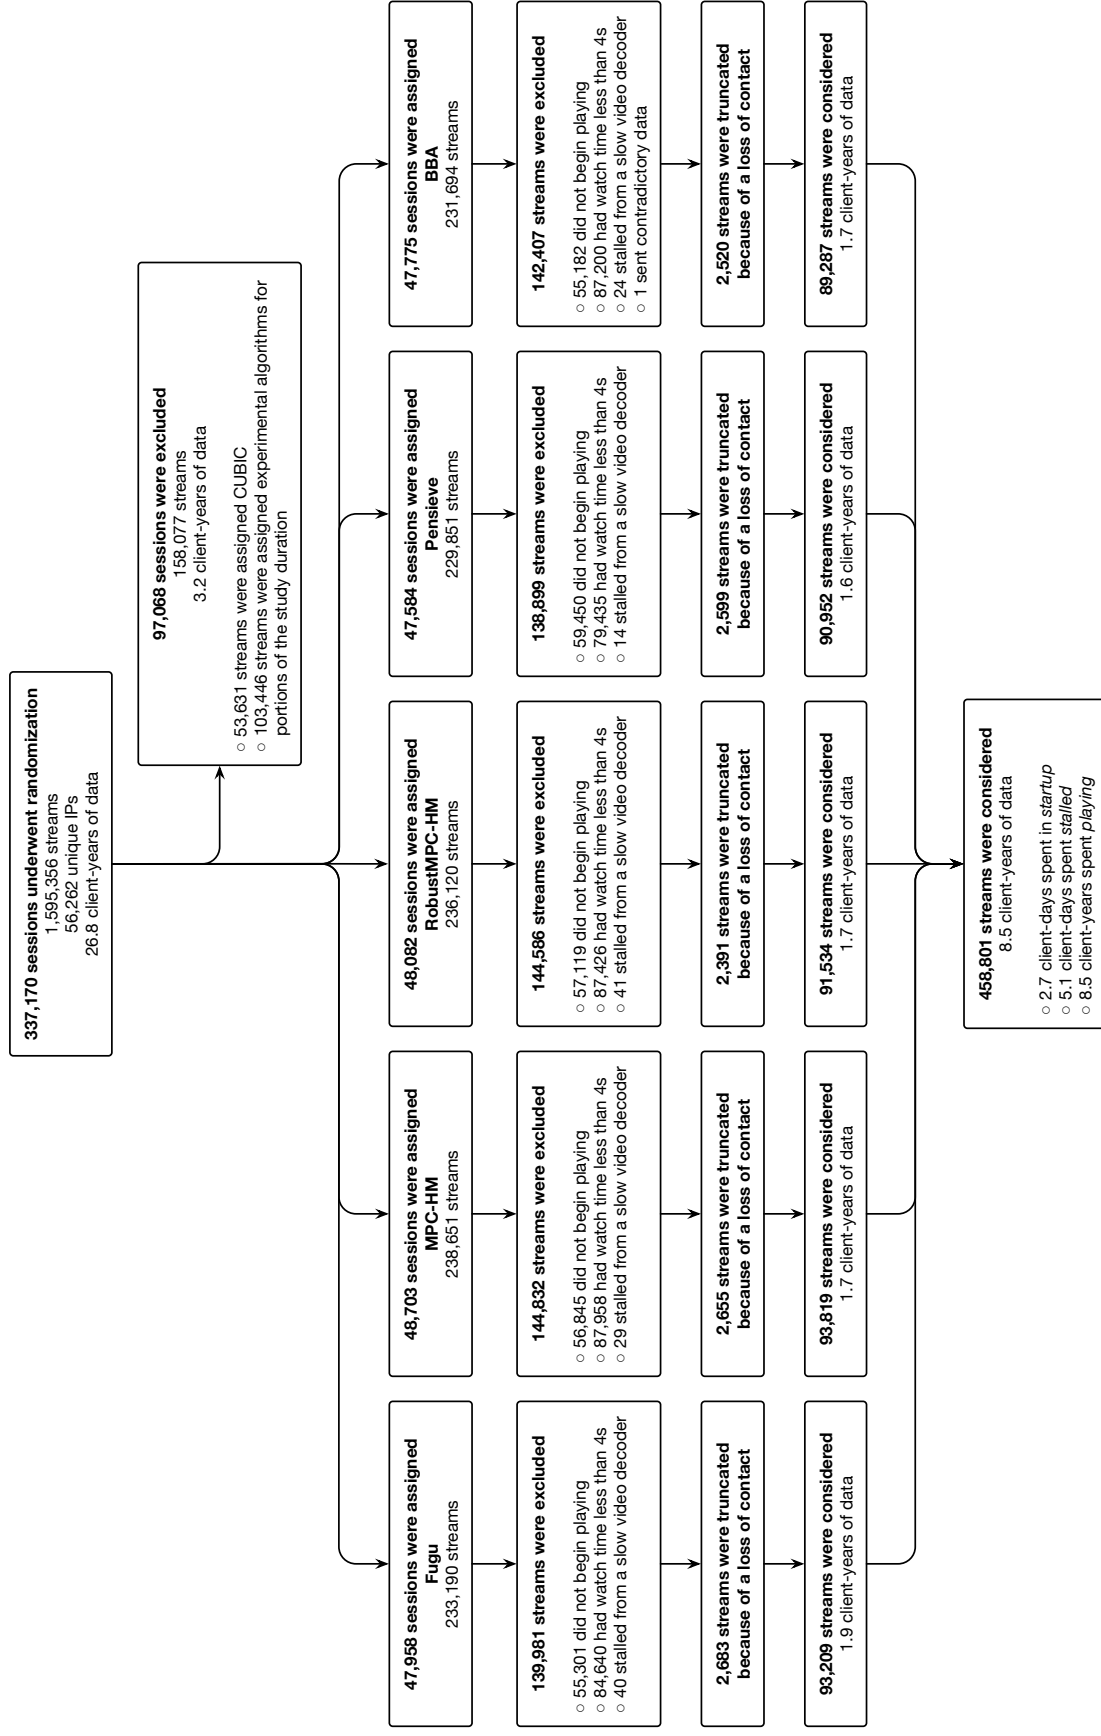 337,170 sessions underwent randomization
1,595,356 streams
56,262 unique IPs
26.8 client-years of data
97,068 sessions were excluded
158,077 streams
3.2 client-years of data
○ 53,631 streams were assigned CUBIC
○ 103,446 streams were assigned experimental algorithms for
portions of the study duration
47,958 sessions were assigned
Fugu
233,190 streams
139,981 streams were excluded
○ 55,301 did not begin playing
○ 84,640 had watch time less than 4s
○ 40 stalled from a slow video decoder
2,683 streams were truncated
because of a loss of contact
93,209 streams were considered
1.9 client-years of data
48,703 sessions were assigned
MPC-HM
238,651 streams
144,832 streams were excluded
○ 56,845 did not begin playing
○ 87,958 had watch time less than 4s
○ 29 stalled from a slow video decoder
2,655 streams were truncated
because of a loss of contact
93,819 streams were considered
1.7 client-years of data
48,082 sessions were assigned
RobustMPC-HM
236,120 streams
144,586 streams were excluded
○ 57,119 did not begin playing
○ 87,426 had watch time less than 4s
○ 41 stalled from a slow video decoder
2,391 streams were truncated
because of a loss of contact
91,534 streams were considered
1.7 client-years of data
47,584 sessions were assigned
Pensieve
229,851 streams
138,899 streams were excluded
○ 59,450 did not begin playing
○ 79,435 had watch time less than 4s
○ 14 stalled from a slow video decoder
2,599 streams were truncated
because of a loss of contact
90,952 streams were considered
1.6 client-years of data
47,775 sessions were assigned
BBA
231,694 streams
142,407 streams were excluded
○ 55,182 did not begin playing
○ 87,200 had watch time less than 4s
○ 24 stalled from a slow video decoder
○ 1 sent contradictory data
2,520 streams were truncated
because of a loss of contact
89,287 streams were considered
1.7 client-years of data
458,801 streams were considered
8.5 client-years of data
○ 2.7 client-days spent in startup
○ 5.1 client-days spent stalled
○ 8.5 client-years spent playing